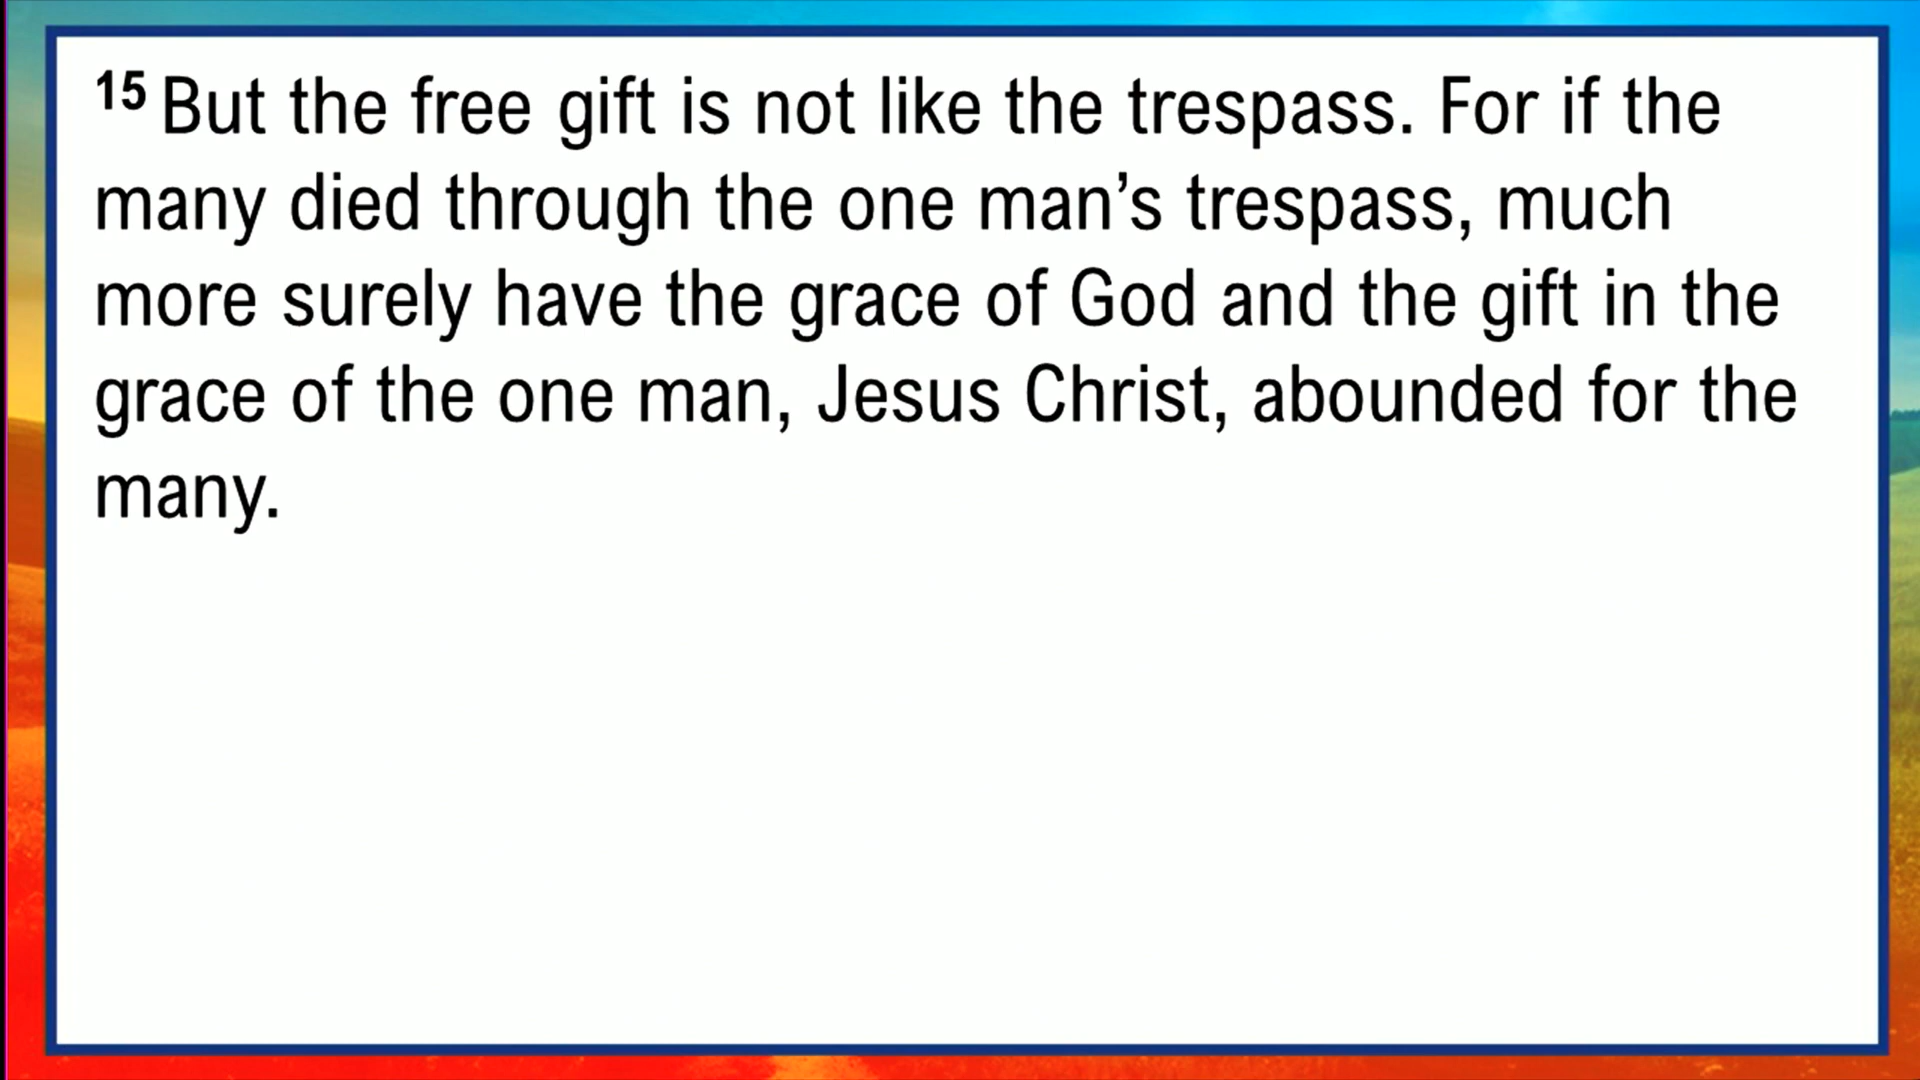 15 But the free gift is not like the trespass. For if the
many died through the one man’s trespass, much
more surely have the grace of God and the gift in the
grace of the one man, Jesus Christ, abounded for the
many.